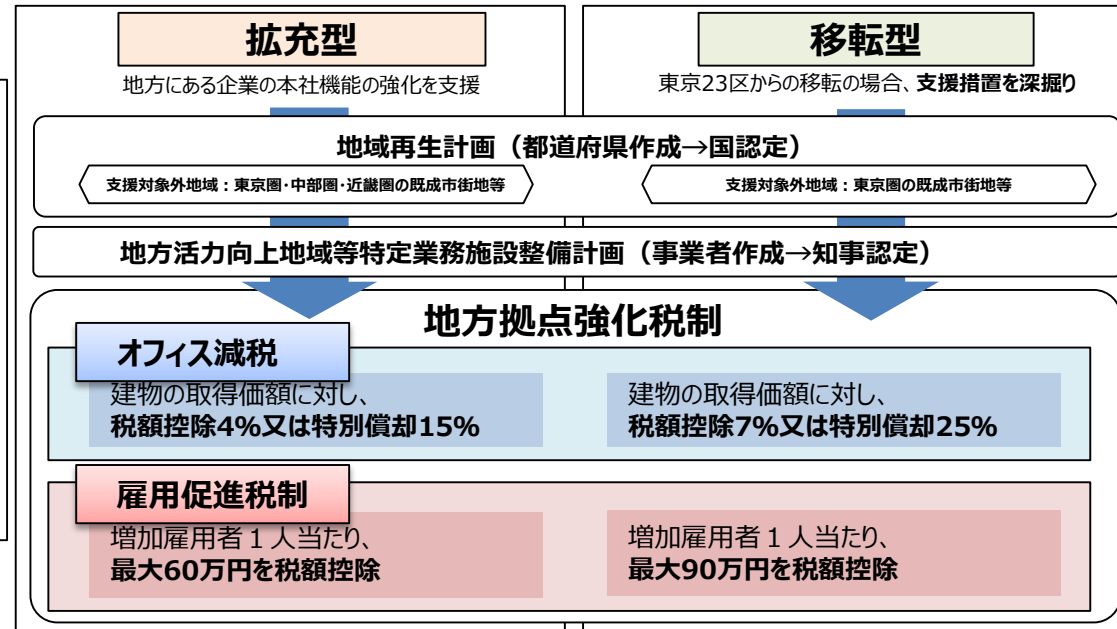 拡充型
地方にある企業の本社機能の強化を支援
移転型
東京23区からの移転の場合、支援措置を深掘り
地域再生計画（都道府県作成→国認定）
支援対象外地域：東京圏・中部圏・近畿圏の既成市街地等
支援対象外地域：東京圏の既成市街地等
地方活力向上地域等特定業務施設整備計画（事業者作成→知事認定）
地方拠点強化税制
オフィス減税
建物の取得価額に対し、
税額控除4%又は特別償却15%
建物の取得価額に対し、
税額控除7%又は特別償却25%
雇用促進税制
増加雇用者１人当たり、
最大60万円を税額控除
増加雇用者１人当たり、
最大90万円を税額控除